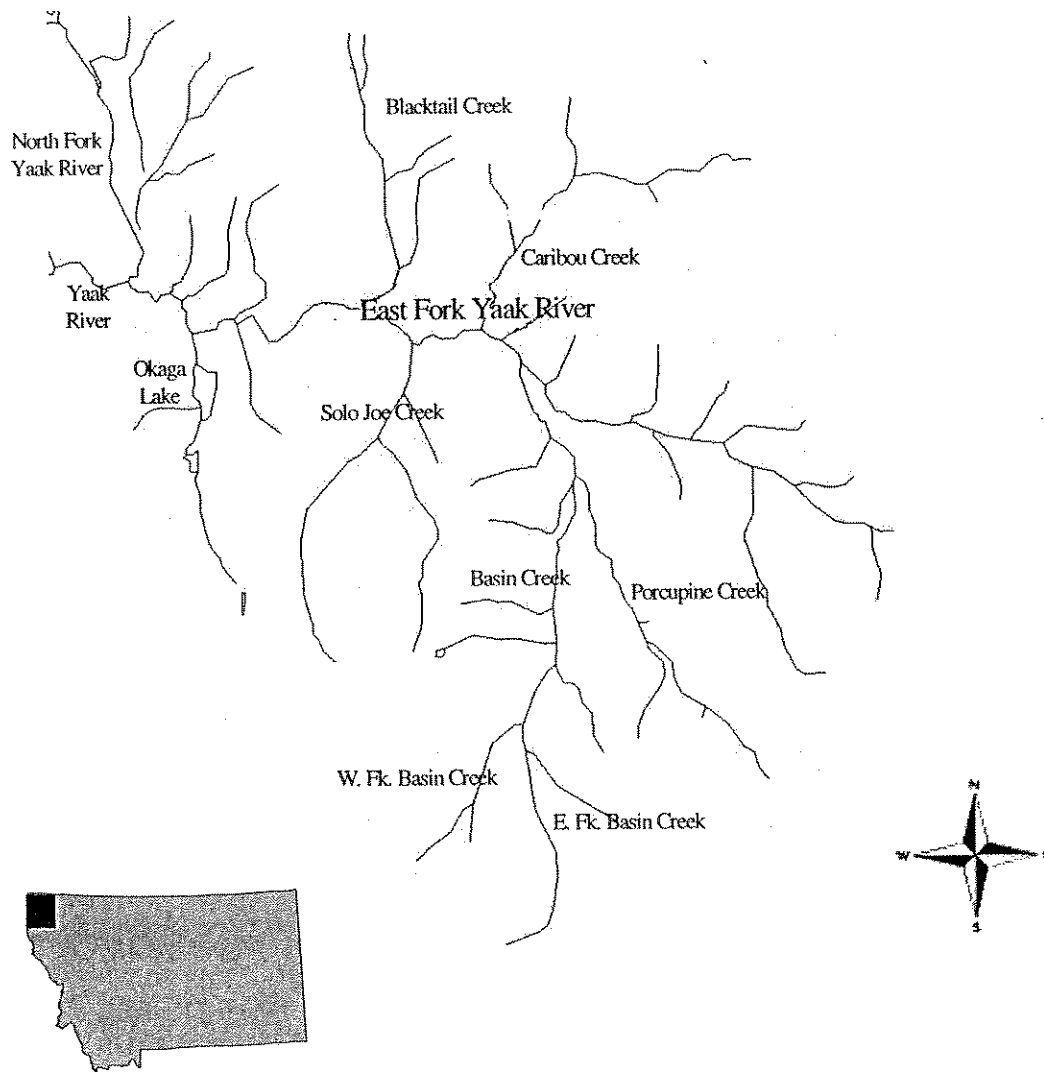 Blacktail Creek
North Fork
Yaak River
Caribou Creek
Yaak
River
East Fork Yaak River
Okaga
Lake
Solo Joe Creek
Basin Creek
Porcupine Creek
W. Fk. Basin Creek
E. Fk. Basin Creek
N
W
S